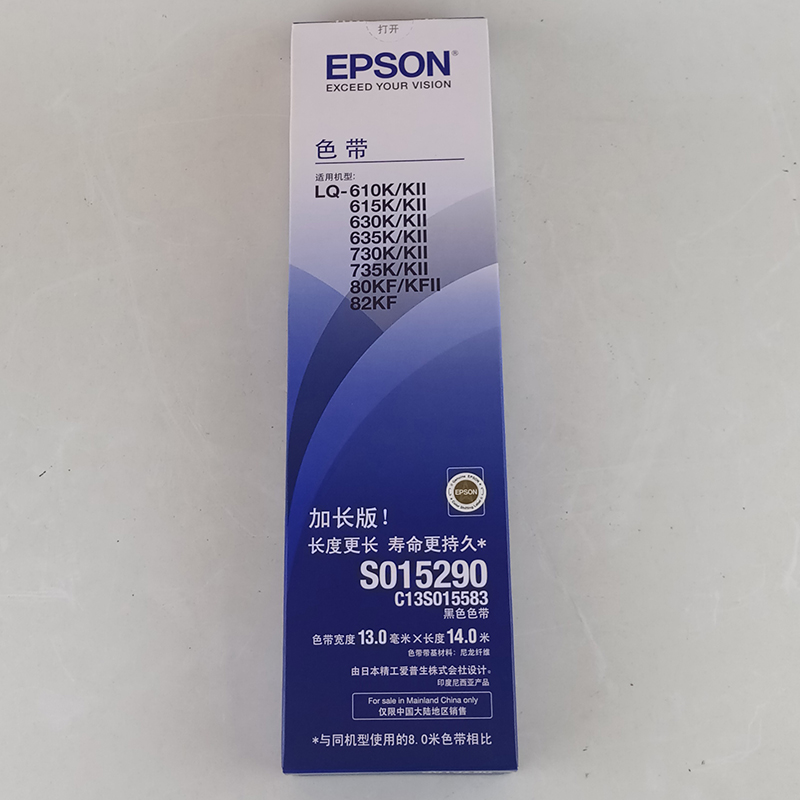 打开
EPSON®
EXCEED YOUR VISION
色带
适用机型:
LQ-610K/KII
615K/KII
630K/KII
635K/KII
730K/KII
735K/KII
80KF/KFII
82KF
EPSON
加长版!
长度更长 寿命更持久*
S015290
C13S015583
黑色色带
色带宽度13.0毫米×长度14.0米
色带带基材料: 尼龙纤维
由日本精工爱普生株式会社设计。
印度尼西亚产品
For sale in Mainland China only
仅限中国大陆地区销售
*与同机型使用的8.0米色带相比